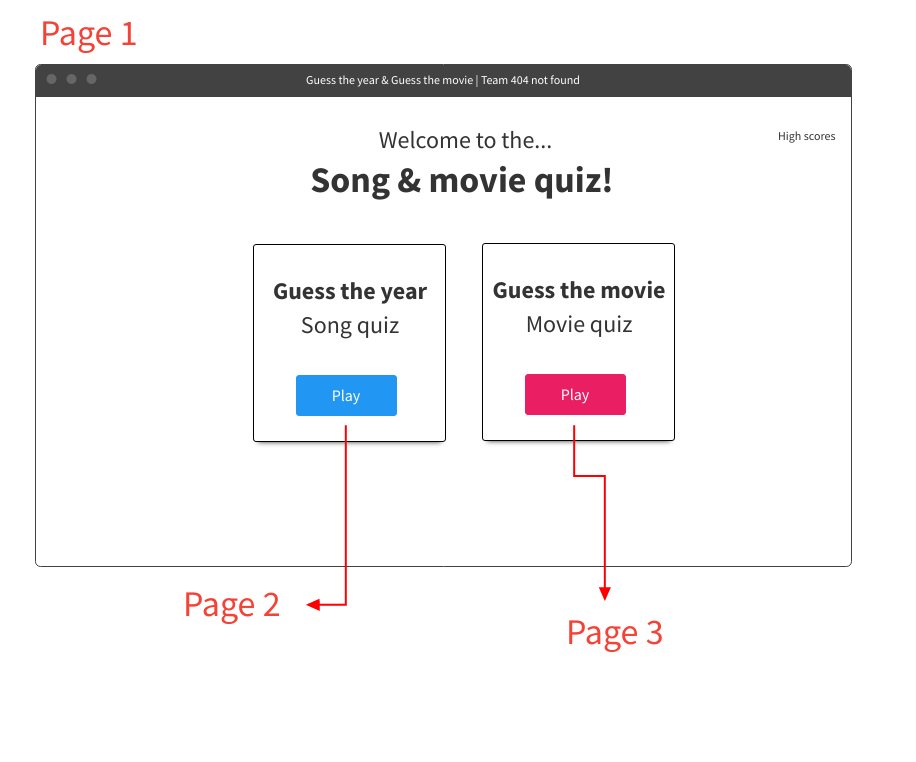 Page 1
Guess the year & Guess the movie | Team 404 not found
Welcome to the...
High scores
Song & movie quiz!
Guess the year
Song quiz
Play
Guess the movie
Movie quiz
Play
Page 2
Page 3